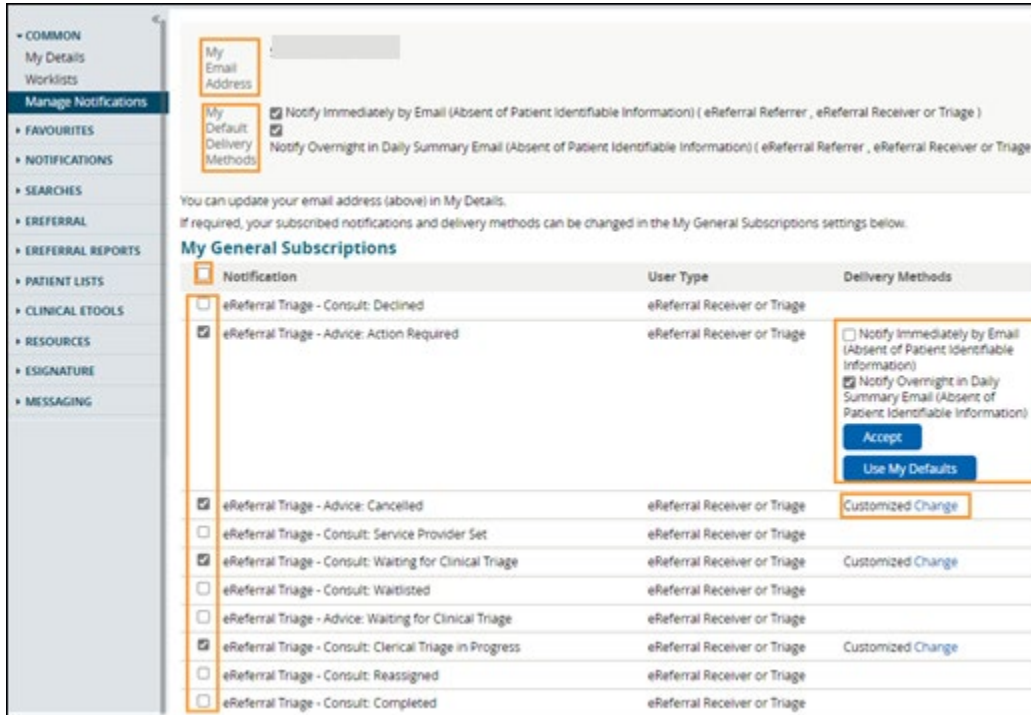 COMMON
My Details
Worklists
Manage Notifications
FAVOURITES
NOTIFICATIONS
SEARCHES
EREFERRAL
EREFERRAL REPORTS
PATIENT LISTS
CLINICAL ETOOLS
RESOURCES
ESIGNATURE
MESSAGING
My
Email
Address
My
Default
Delivery
Methods
Notify Immediately by Email (Absent of Patient Identifiable Information) ( eReferral Referrer , eReferral Receiver or Triage )
Notify Overnight in Daily Summary Email (Absent of Patient Identifiable Information) ( eReferral Referrer , eReferral Receiver or Triage
You can update your email address (above) in My Details.
If required, your subscribed notifications and delivery methods can be changed in the My General Subscriptions settings below.
My General Subscriptions
Notification User Type Delivery Methods
eReferral Triage - Consult: Declined eReferral Receiver or Triage
eReferral Triage - Advice: Action Required eReferral Receiver or Triage
Notify Immediately by Email
(Absent of Patient Identifiable
Information)
Notify Overnight in Daily
Summary Email (Absent of
Patient Identifiable Information)
Accept
Use My Defaults
eReferral Triage - Advice: Cancelled eReferral Receiver or Triage Customized Change
eReferral Triage - Consult: Service Provider Set eReferral Receiver or Triage
eReferral Triage - Consult: Waiting for Clinical Triage eReferral Receiver or Triage Customized Change
eReferral Triage - Consult: Waitlisted eReferral Receiver or Triage
eReferral Triage - Advice: Waiting for Clinical Triage eReferral Receiver or Triage
eReferral Triage - Consult: Clerical Triage in Progress eReferral Receiver or Triage Customized Change
eReferral Triage - Consult: Reassigned eReferral Receiver or Triage
eReferral Triage - Consult: Completed eReferral Receiver or Triage